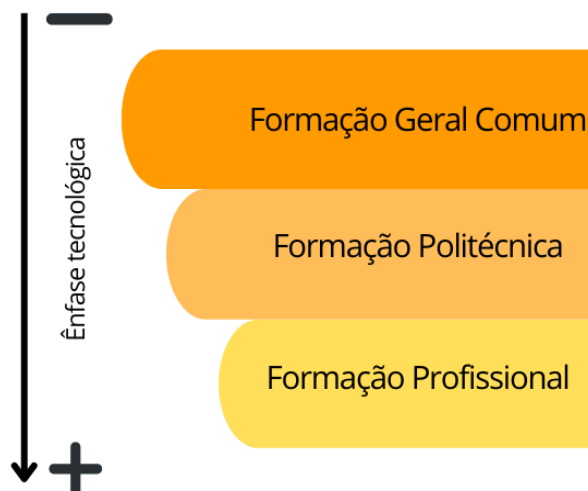 Formação Geral Comum
Ênfase tecnológica
Formação Politécnica
Formação Profissional